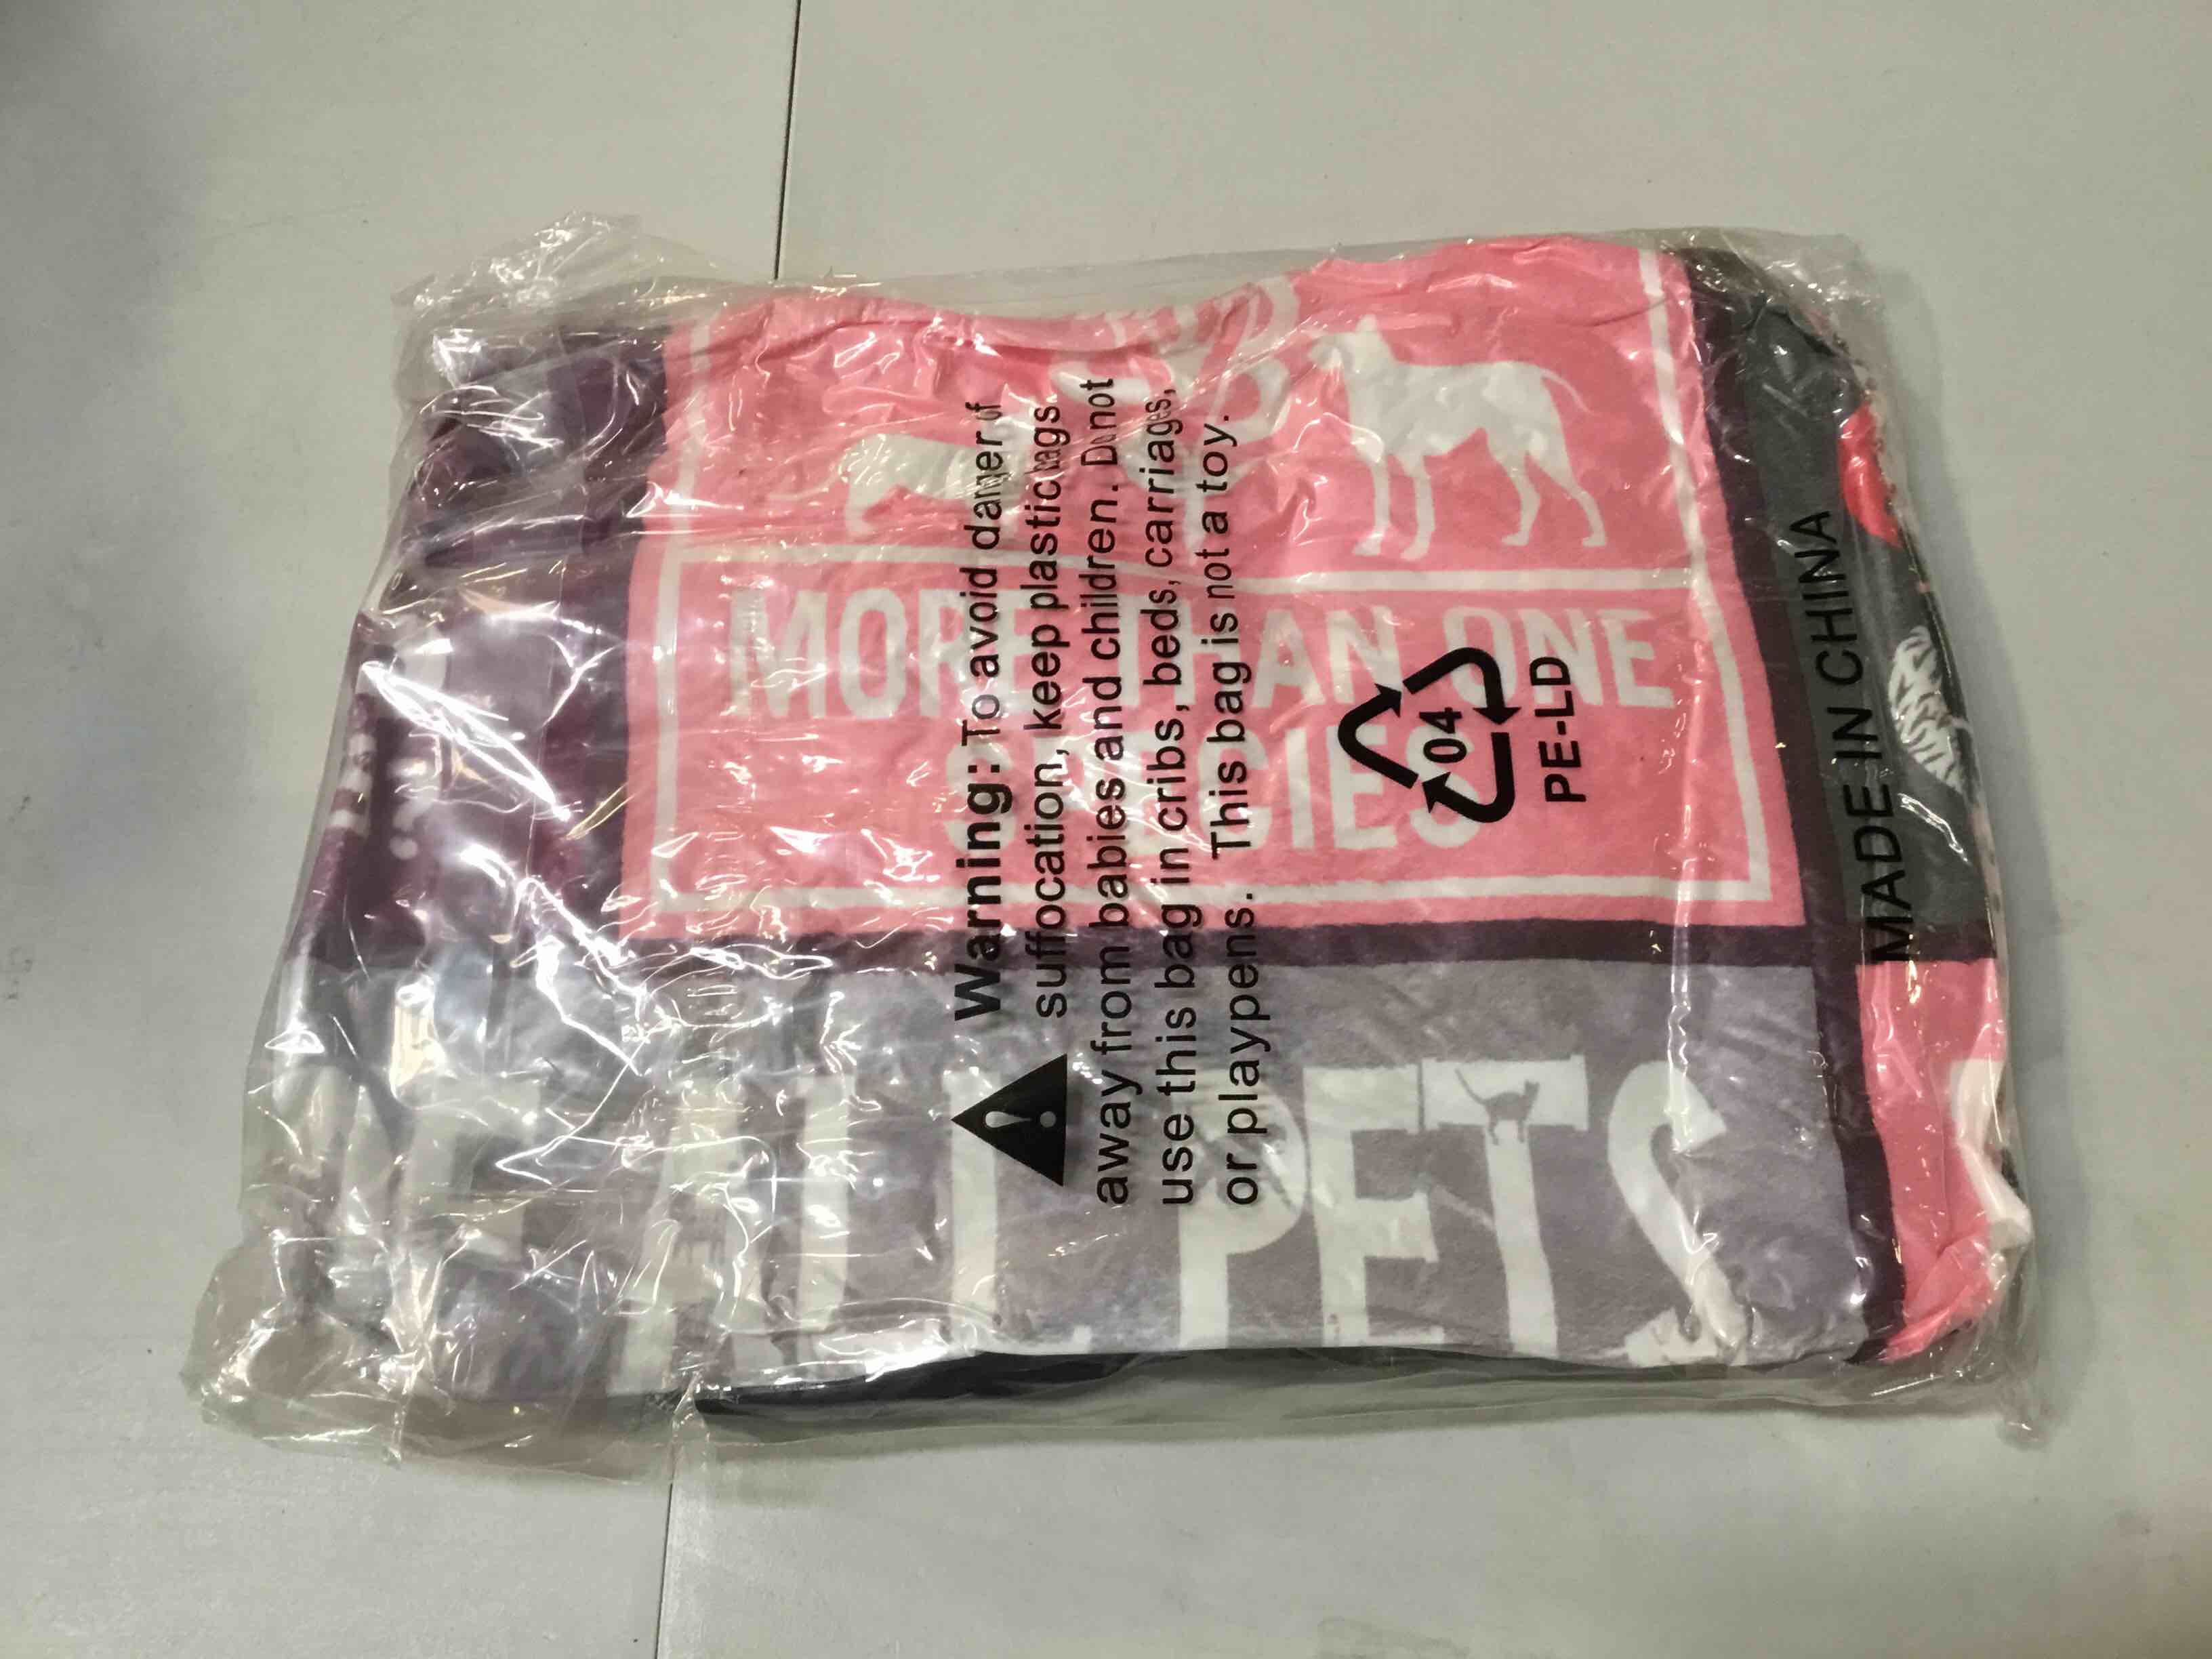 MORE THAN ONE
SPECIES
ALL PETS
Warning: To avoid danger of
suffocation, keep plastic bags
away from babies and children. Do not
use this bag in cribs, beds, carriages,
or playpens. This bag is not a toy.
04
PE-LD
MADE IN CHINA